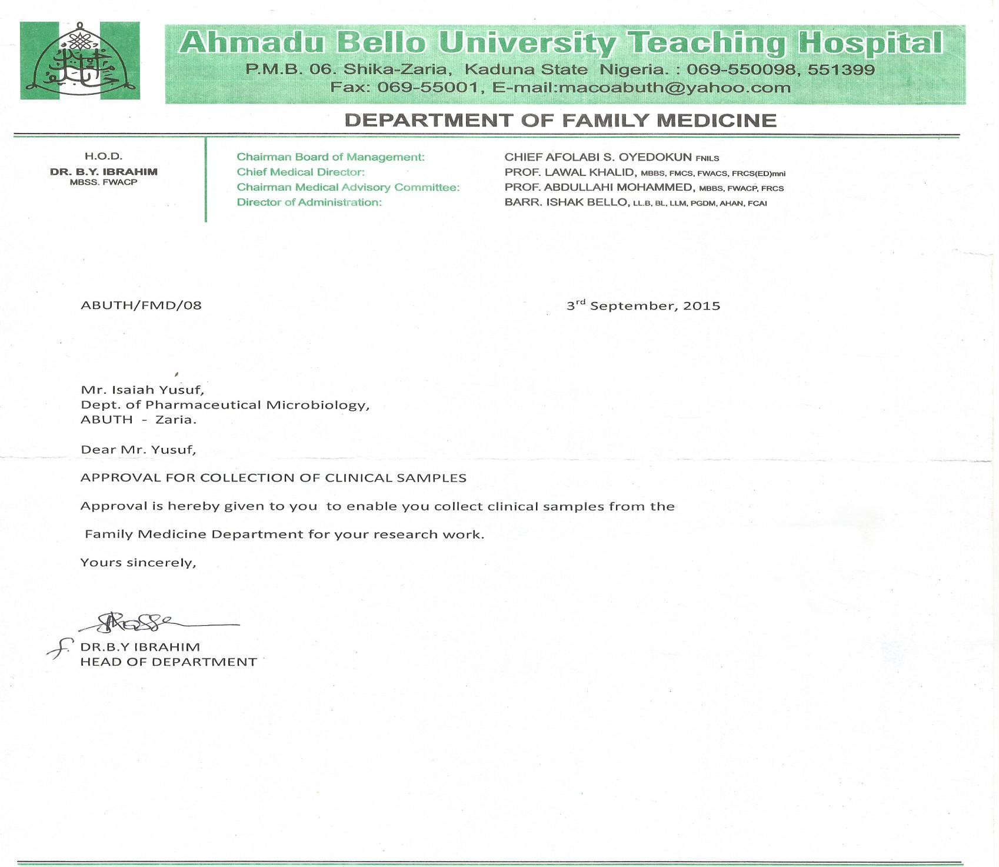 Ahmadu Bello University Teaching Hospital
P.M.B. 06. Shika-Zaria, Kaduna State Nigeria. : 069-550098, 551399
Fax: 069-55001, E-mail:macoabuth@yahoo.com
DEPARTMENT OF FAMILY MEDICINE
H.O.D.
DR. B.Y. IBRAHIM
MBSS. FWACP
Chairman Board of Management: CHIEF AFOLABI S. OYEDOKUN FNILS
Chief Medical Director: PROF. LAWAL KHALID, MBBS, FMCS, FWACS, FRCS(ED)mni
Chairman Medical Advisory Committee: PROF. ABDULLAHI MOHAMMED, MBBS, FWACP, FRCS
Director of Administration: BARR. ISHAK BELLO, LL.B, BL, LLM, PGDM, AHAN, FCAI
ABUTH/FMD/08 3rd September, 2015
Mr. Isaiah Yusuf,
Dept. of Pharmaceutical Microbiology,
ABUTH - Zaria.
Dear Mr. Yusuf,
APPROVAL FOR COLLECTION OF CLINICAL SAMPLES
Approval is hereby given to you to enable you collect clinical samples from the
Family Medicine Department for your research work.
Yours sincerely,
f. DR.B.Y IBRAHIM
HEAD OF DEPARTMENT